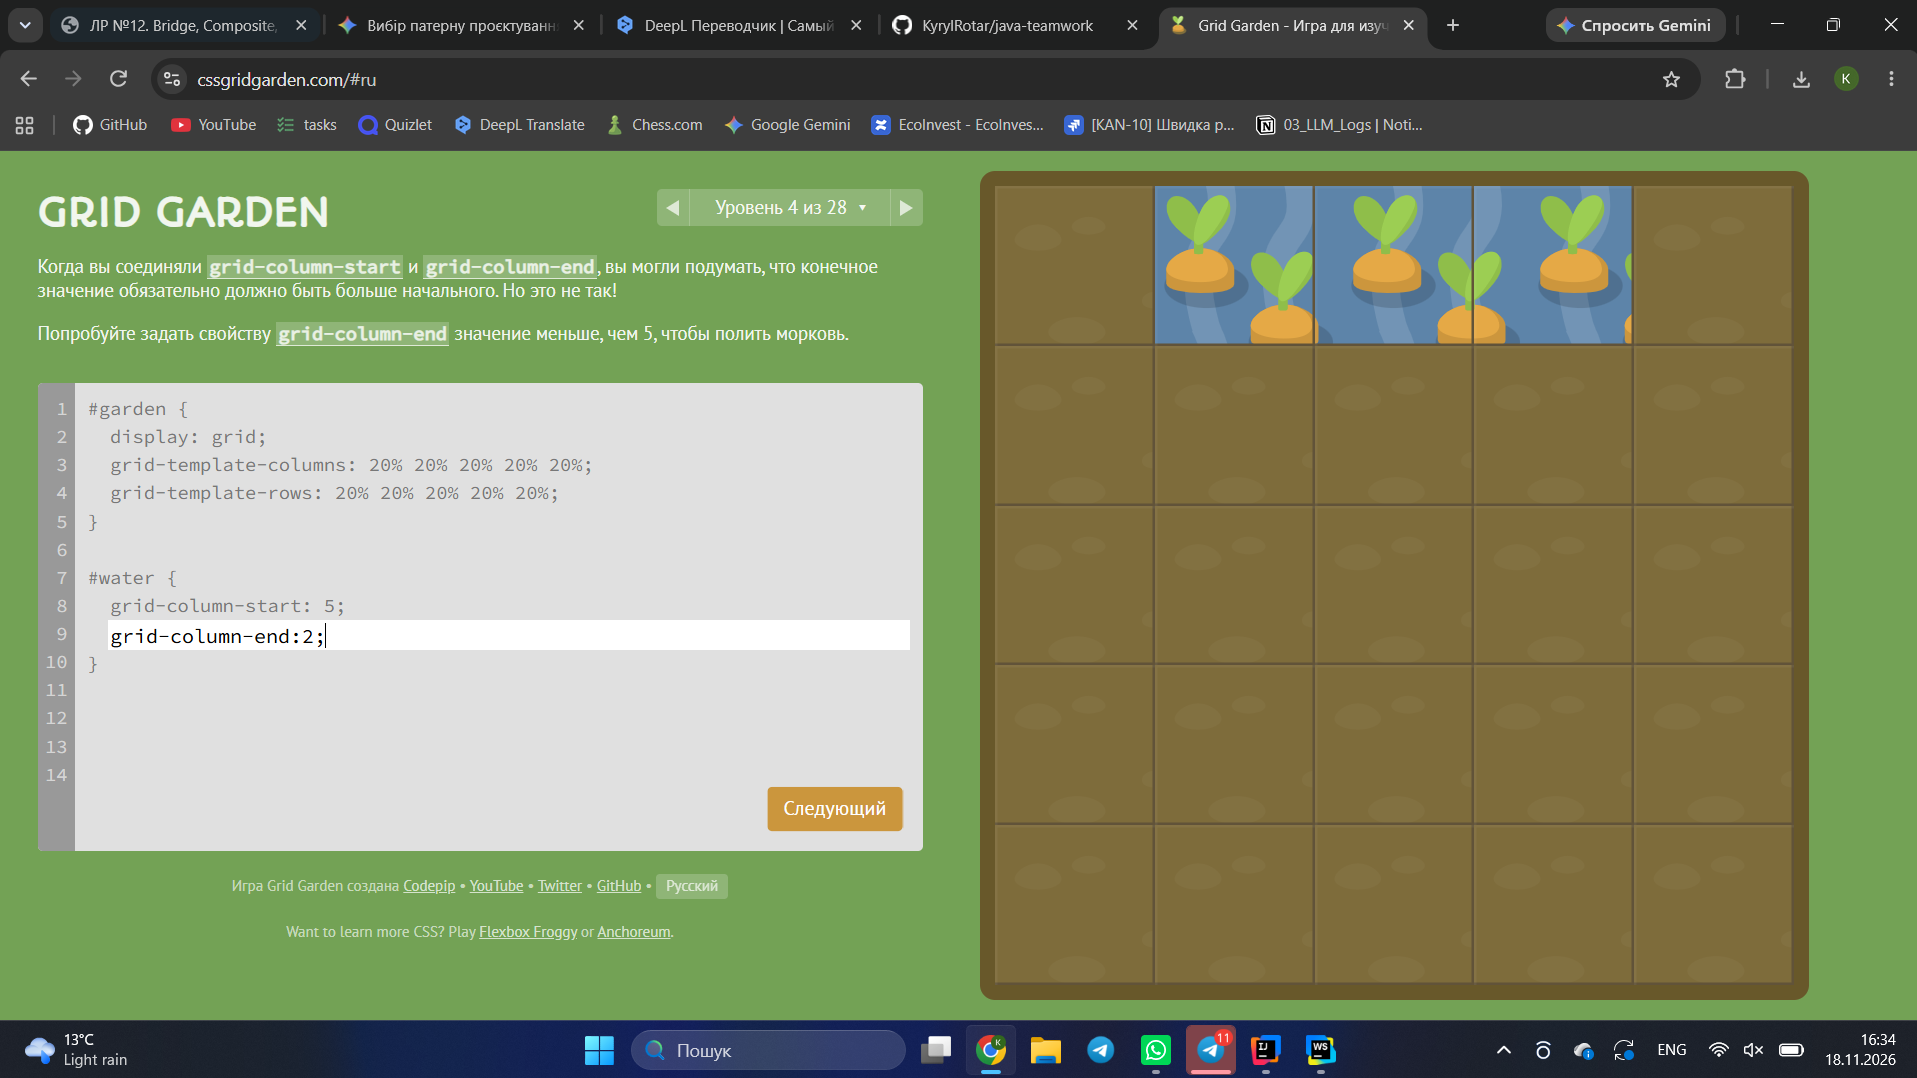 ЛР №12. Bridge, Composite,
Вибір патерну проєктуванн
DeepL Переводчик | Самый
KyrylRotar/java-teamwork
Grid Garden - Игра для изуч
Спросить Gemini
cssgridgarden.com/#ru
K
GitHub
YouTube
tasks
Quizlet
DeepL Translate
Chess.com
Google Gemini
EcoInvest - EcoInves...
[KAN-10] Швидка р...
03_LLM_Logs | Noti...
GRID GARDEN
Уровень 4 из 28
Когда вы соединяли grid-column-start и grid-column-end, вы могли подумать, что конечное
значение обязательно должно быть больше начального. Но это не так!
Попробуйте задать свойству grid-column-end значение меньше, чем 5, чтобы полить морковь.
1 #garden {
2 display: grid;
3 grid-template-columns: 20% 20% 20% 20% 20%;
4 grid-template-rows: 20% 20% 20% 20% 20%;
5 }
6
7 #water {
8 grid-column-start: 5;
9 grid-column-end:2;
10 }
11
12
13
14
Следующий
Игра Grid Garden создана Codepip • YouTube • Twitter • GitHub • Русский
Want to learn more CSS? Play Flexbox Froggy or Anchoreum.
13°C
Light rain
Пошук
K
11
IJ
WS
ENG
16:34
18.11.2026